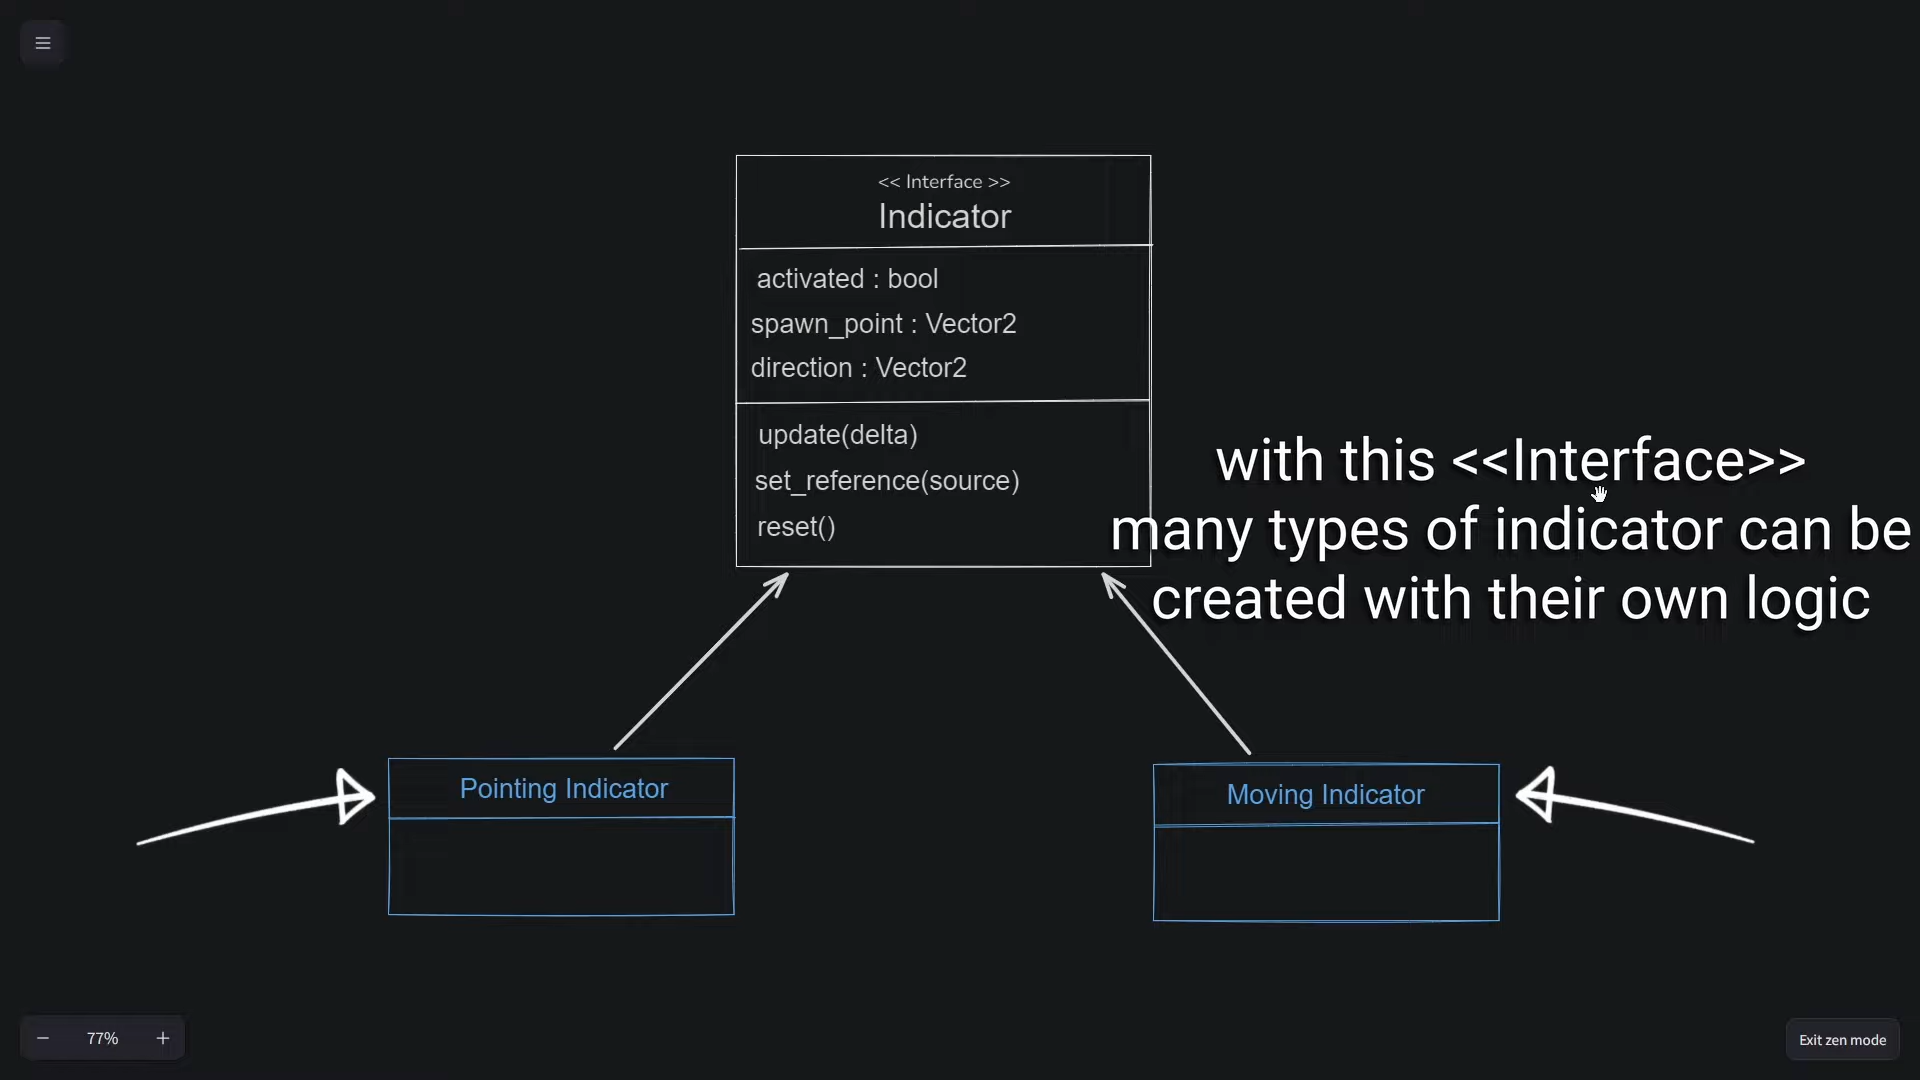 << Interface >>
Indicator
activated : bool
spawn_point : Vector2
direction : Vector2
update(delta)
set_reference(source)
reset()
with this <<Interface>>
many types of indicator can be
created with their own logic
Pointing Indicator
Moving Indicator
77%
Exit zen mode